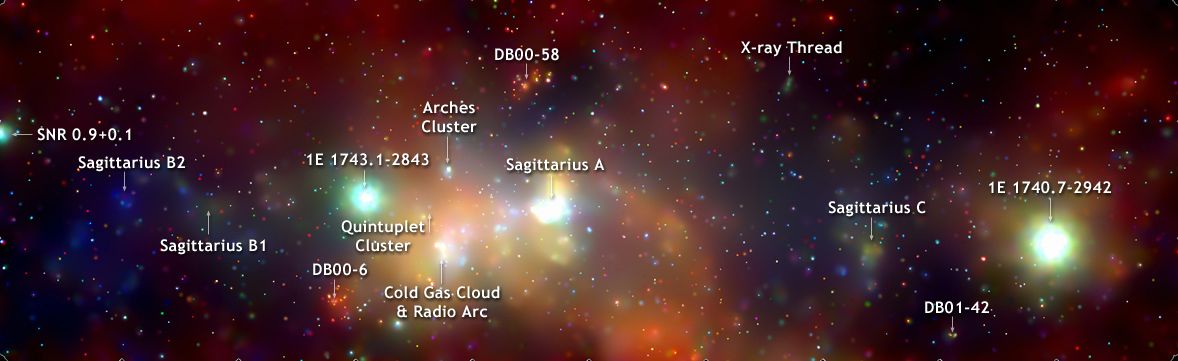 DB00-58
X-ray Thread
Arches
Cluster
SNR 0.9+0.1
Sagittarius B2
1E 1743.1-2843
Sagittarius A
1E 1740.7-2942
Sagittarius C
Quintuplet
Cluster
Sagittarius B1
DB00-6
Cold Gas Cloud
& Radio Arc
DB01-42